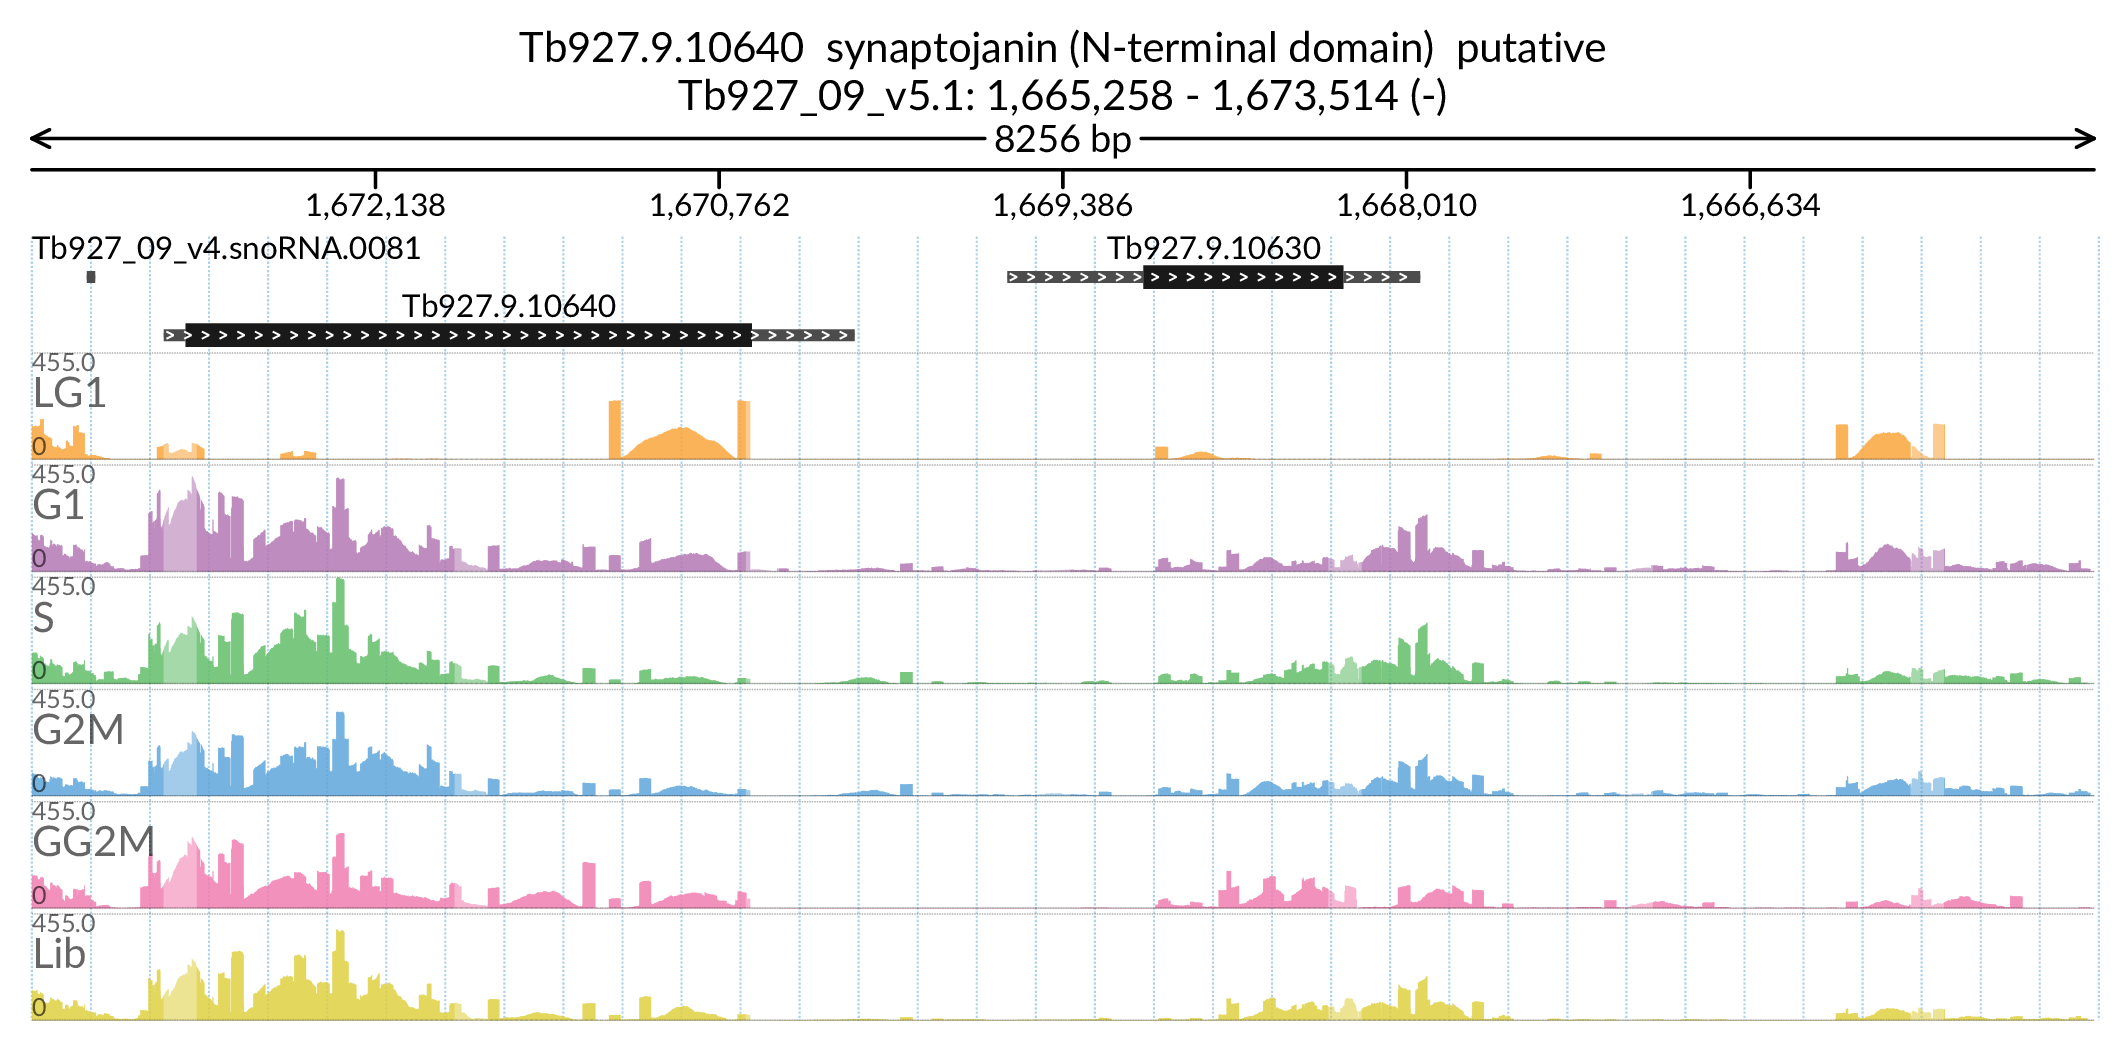 Tb927.9.10640  synaptojanin (N-terminal domain)  putative
Tb927_09_v5.1: 1,665,258 - 1,673,514 (-)
8256 bp
1,672,138 1,670,762 1,669,386 1,668,010 1,666,634
Tb927_09_v4.snoRNA.0081 Tb927.9.10630
Tb927.9.10640
455.0
LG1
0
455.0
G1
0
455.0
S
0
455.0
G2M
0
455.0
GG2M
0
455.0
Lib
0